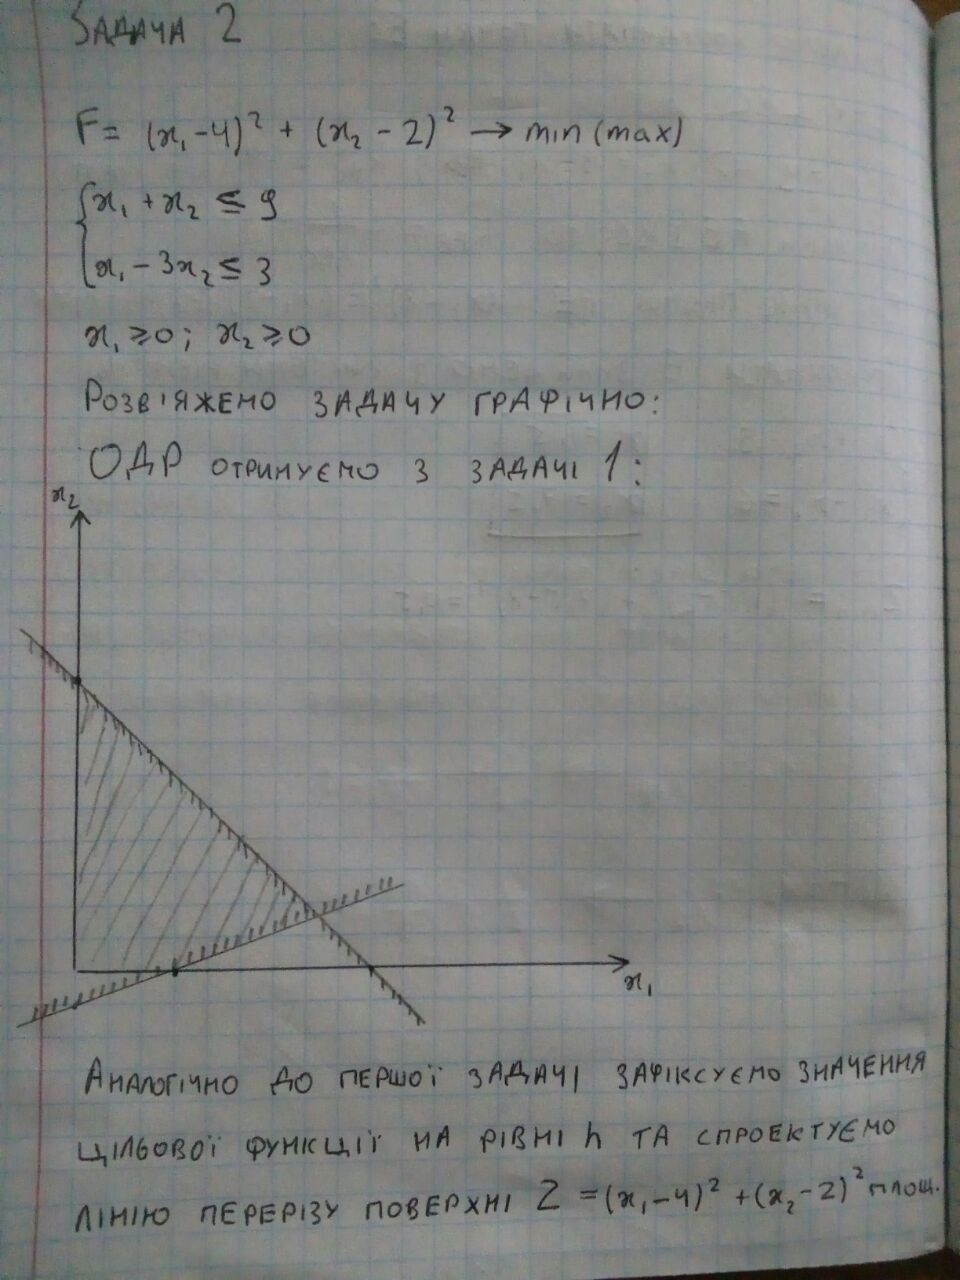 Задача 2
F = (x₁ - 4)² + (x₂ - 2)² → min (max)
{x₁ + x₂ ≤ 9
x₁ - 3x₂ ≤ 3
x₁ ≥ 0; x₂ ≥ 0
Розв'яжемо задачу графічно:
ОДР отримуємо з задачі 1:
x₂
x₁
Аналогічно до першої задачі зафіксуємо значення
цільової функції на рівні h та спроектуємо
лінію перерізу поверхні Z = (x₁ - 4)² + (x₂ - 2)² площ.